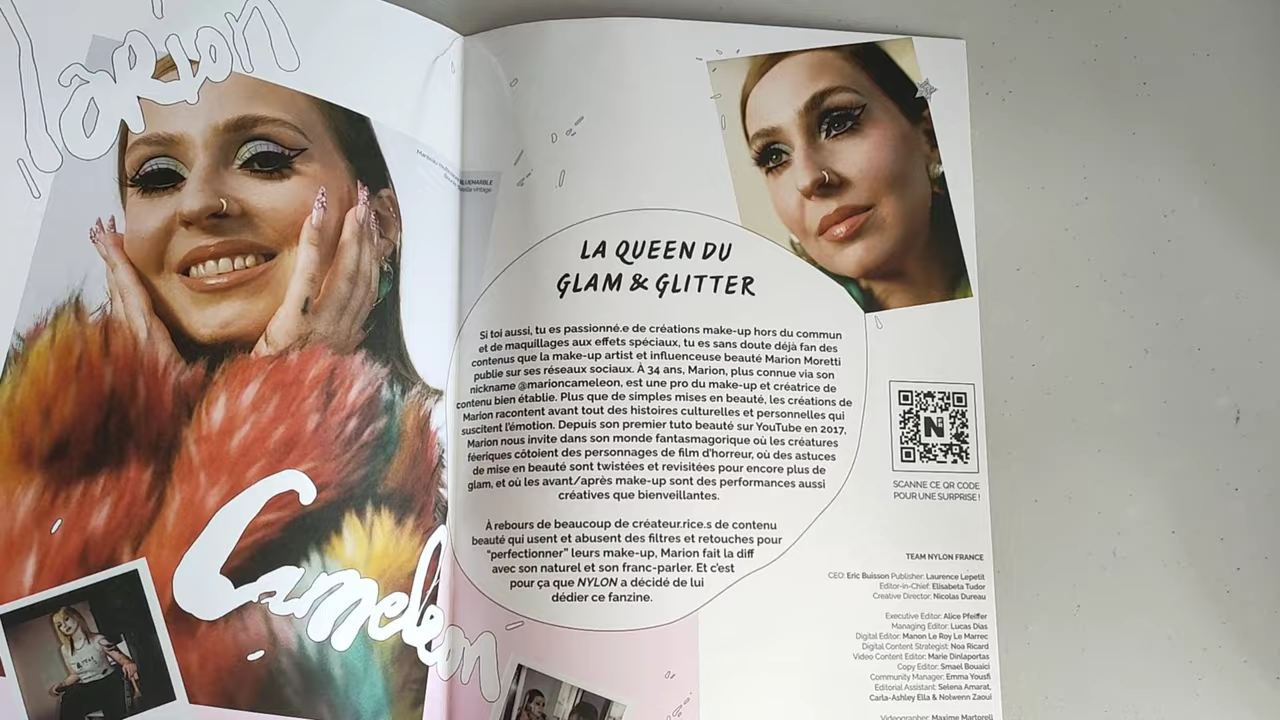 Marion
Cameleon
BLUEMARBLE
vintage
LA QUEEN DU
GLAM & GLITTER
Si toi aussi, tu es passionné.e de créations make-up hors du commun
et de maquillages aux effets spéciaux, tu es sans doute déjà fan des
contenus que la make-up artist et influenceuse beauté Marion Moretti
publie sur ses réseaux sociaux. À 34 ans, Marion, plus connue via son
nickname @marioncameleon, est une pro du make-up et créatrice de
contenu bien établie. Plus que de simples mises en beauté, les créations de
Marion racontent avant tout des histoires culturelles et personnelles qui
suscitent l'émotion. Depuis son premier tuto beauté sur YouTube en 2017,
Marion nous invite dans son monde fantasmagorique où les créatures
féeriques côtoient des personnages de film d'horreur, où des astuces
de mise en beauté sont twistées et revisitées pour encore plus de
glam, et où les avant/après make-up sont des performances aussi
créatives que bienveillantes.
À rebours de beaucoup de créateur.rice.s de contenu
beauté qui usent et abusent des filtres et retouches pour
"perfectionner" leurs make-up, Marion fait la diff
avec son naturel et son franc-parler. Et c'est
pour ça que NYLON a décidé de lui
dédier ce fanzine.
N
SCANNE CE QR CODE
POUR UNE SURPRISE !
TEAM NYLON FRANCE
CEO: Eric Buisson Publisher: Laurence Lepetit
Editor-in-Chief: Elisabeta Tudor
Creative Director: Nicolas Dureau
Executive Editor: Alice Pfeiffer
Managing Editor: Lucas Dias
Digital Editor: Manon Le Roy Le Marrec
Digital Content Strategist: Noa Ricard
Video Content Editor: Marie Dinlaportas
Copy Editor: Smael Bouaici
Community Manager: Emma Yousfi
Editorial Assistant: Selena Amarat,
Carla-Ashley Ella & Nolwenn Zaoui
Videographer: Maxime Martorell